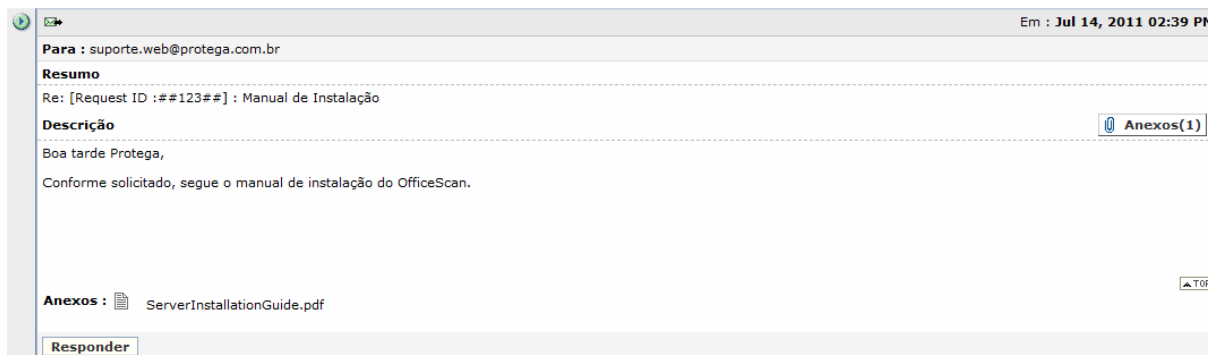 Em : Jul 14, 2011 02:39 PM
Para : suporte.web@protega.com.br
Resumo
Re: [Request ID :##123##] : Manual de Instalação
Descrição
Anexos(1)
Boa tarde Protega,
Conforme solicitado, segue o manual de instalação do OfficeScan.
TOP
Anexos : ServerInstallationGuide.pdf
Responder